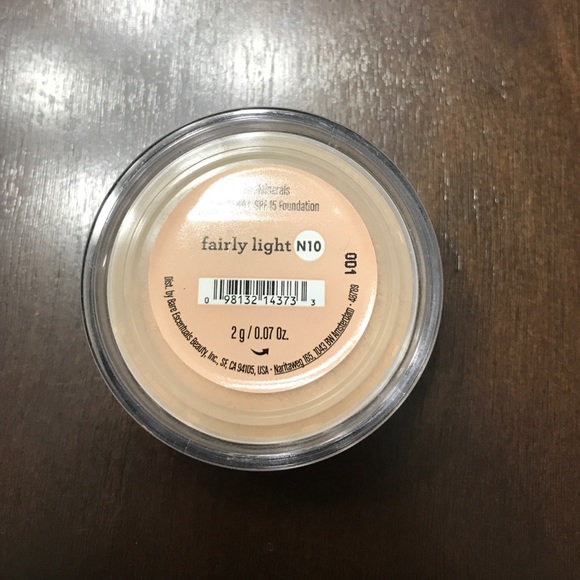 Minerals
SPF 15 Foundation
fairly light N10
001
0 98132 14373 3
2 g / 0.07 Oz.
Dist. by Bare Escentuals Beauty, Inc., SF, CA 94105, USA • Naritaweg 165, 1043 BW Amsterdam • 48769